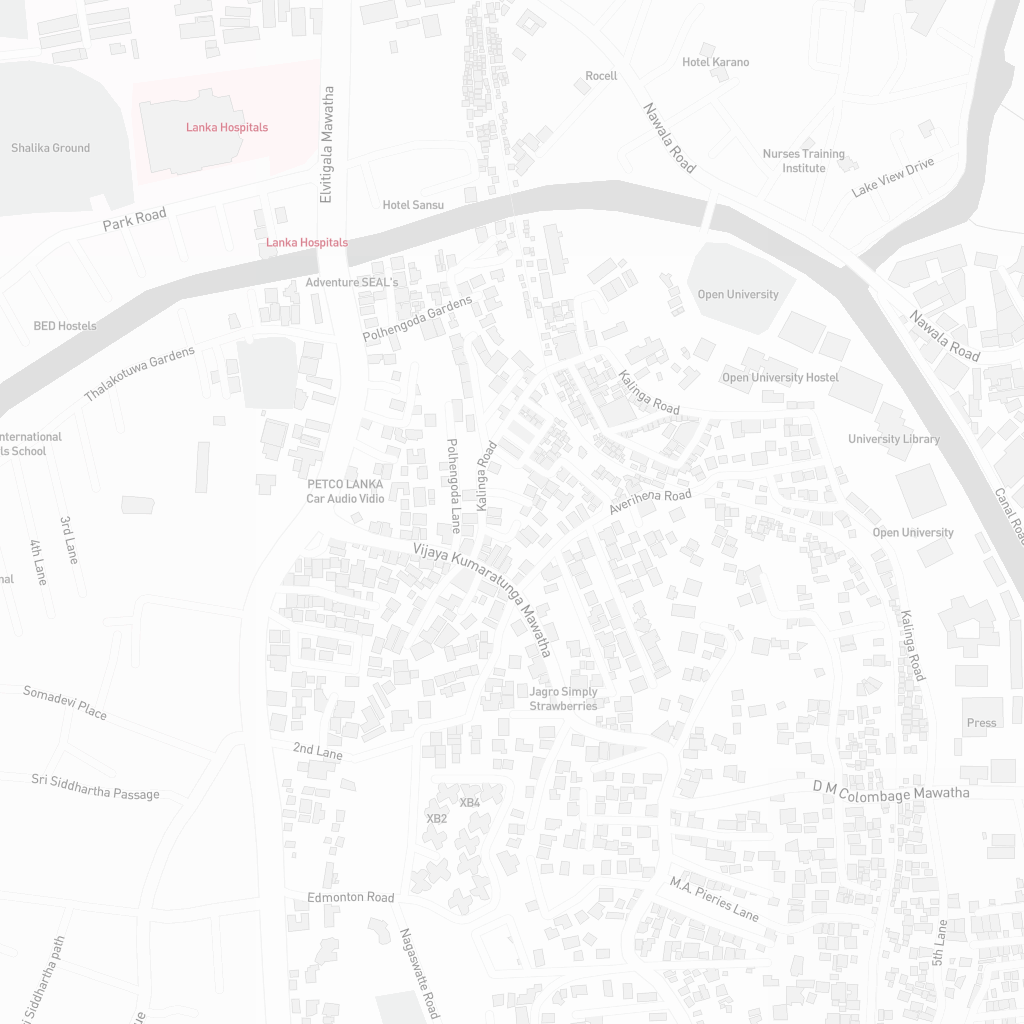 Hotel Karano
Rocell
Nawala Road
Elvitigala Mawatha
Lanka Hospitals
Shalika Ground
Nurses Training
Institute
Lake View Drive
Park Road
Hotel Sansu
Lanka Hospitals
Adventure SEAL's
Open University
BED Hostels
Polhengoda Gardens
Nawala Road
Thalakotuwa Gardens
Kalinga Road
Open University Hostel
nternational
ls School
University Library
Polhengoda Lane
Kalinga Road
PETCO LANKA
Car Audio Vidio
Averihena Road
Canal Road
3rd Lane
4th Lane
Open University
Vijaya Kumaratunga Mawatha
nal
Kalinga Road
Jagro Simply
Strawberries
Somadevi Place
Press
2nd Lane
Sri Siddhartha Passage
D M Colombage Mawatha
XB4
XB2
Edmonton Road
M.A. Pieries Lane
Nagaswatte Road
5th Lane
ri Siddhartha path
ue